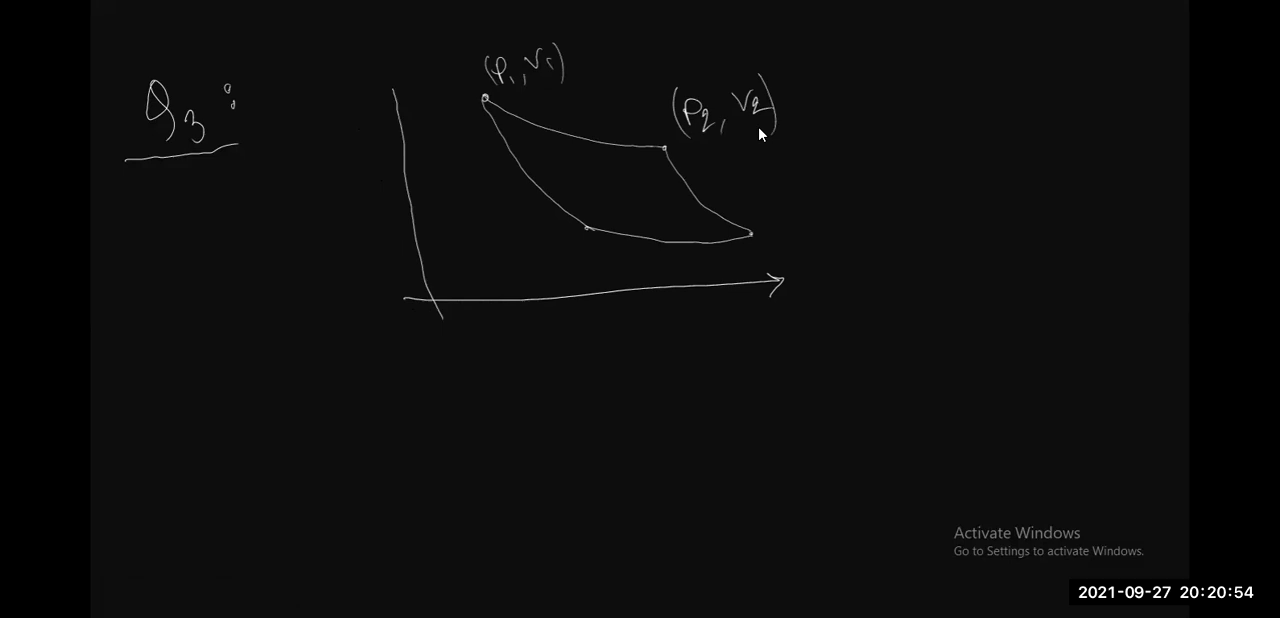 Q3 :
(P1, V1)
(P2, V2)
Activate Windows
Go to Settings to activate Windows.
2021-09-27 20:20:54